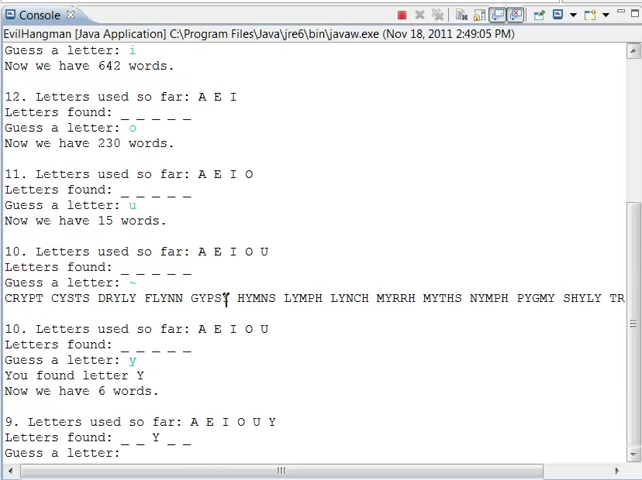 Console
EvilHangman [Java Application] C:\Program Files\Java\jre6\bin\javaw.exe (Nov 18, 2011 2:49:05 PM)
Guess a letter: i
Now we have 642 words.
12. Letters used so far: A E I
Letters found: _ _ _ _ _
Guess a letter: o
Now we have 230 words.
11. Letters used so far: A E I O
Letters found: _ _ _ _ _
Guess a letter: u
Now we have 15 words.
10. Letters used so far: A E I O U
Letters found: _ _ _ _ _
Guess a letter: ~
CRYPT CYSTS DRYLY FLYNN GYPSY HYMNS LYMPH LYNCH MYRRH MYTHS NYMPH PYGMY SHYLY TR
10. Letters used so far: A E I O U
Letters found: _ _ _ _ _
Guess a letter: y
You found letter Y
Now we have 6 words.
9. Letters used so far: A E I O U Y
Letters found: _ _ Y _ _
Guess a letter: